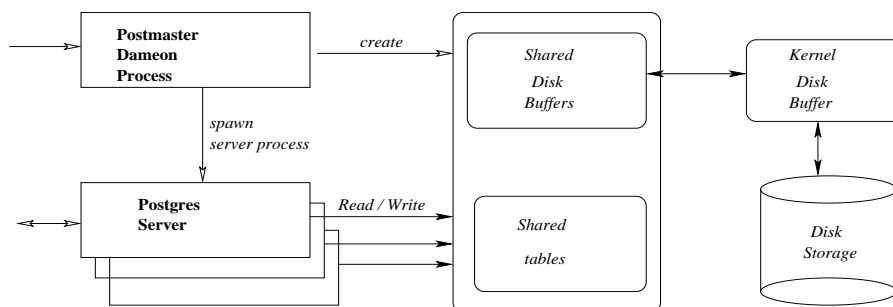 Postmaster
Dameon
Process
create
Shared
Disk
Buffers
Kernel
Disk
Buffer
spawn
server process
Postgres
Server
Read / Write
Shared
tables
Disk
Storage